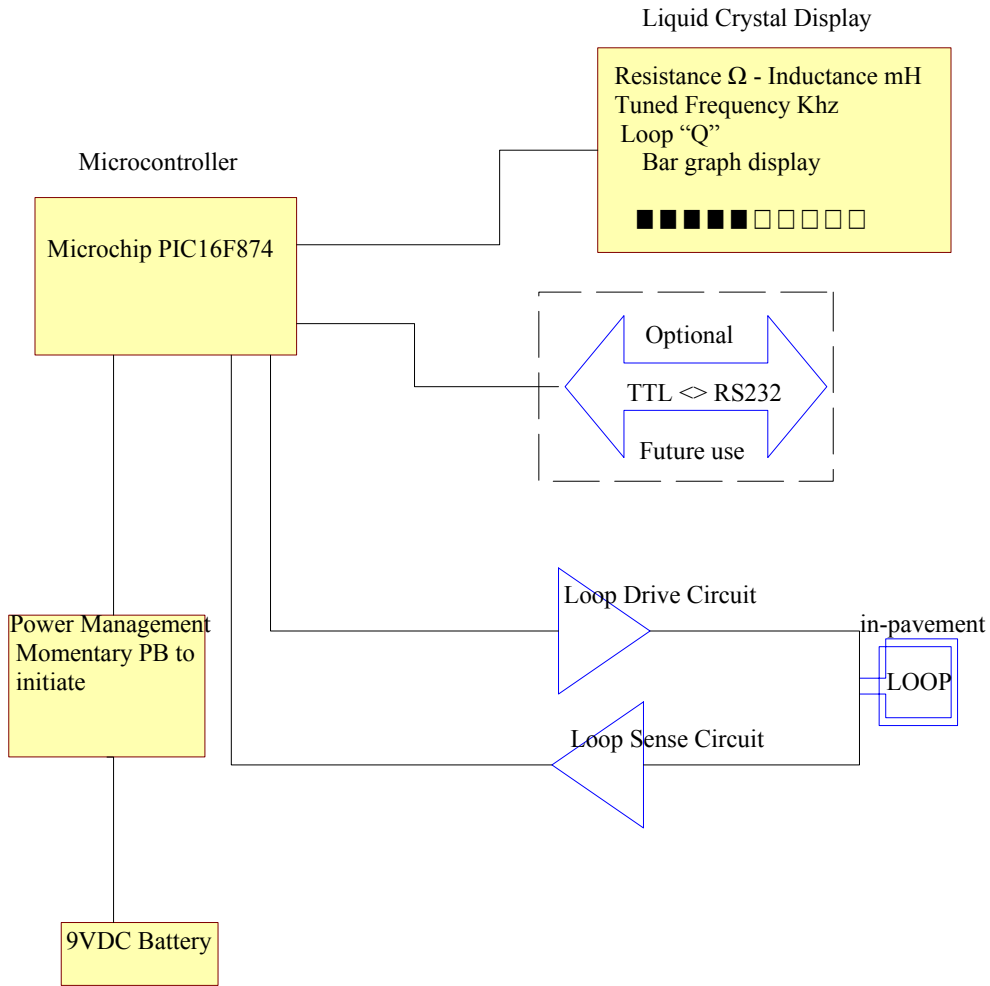 Liquid Crystal Display
Resistance Ω - Inductance mH
Tuned Frequency Khz
Loop “Q”
Bar graph display
Microcontroller
Microchip PIC16F874
Optional
TTL <> RS232
Future use
Loop Drive Circuit
in-pavement
LOOP
Power Management
Momentary PB to
initiate
Loop Sense Circuit
9VDC Battery